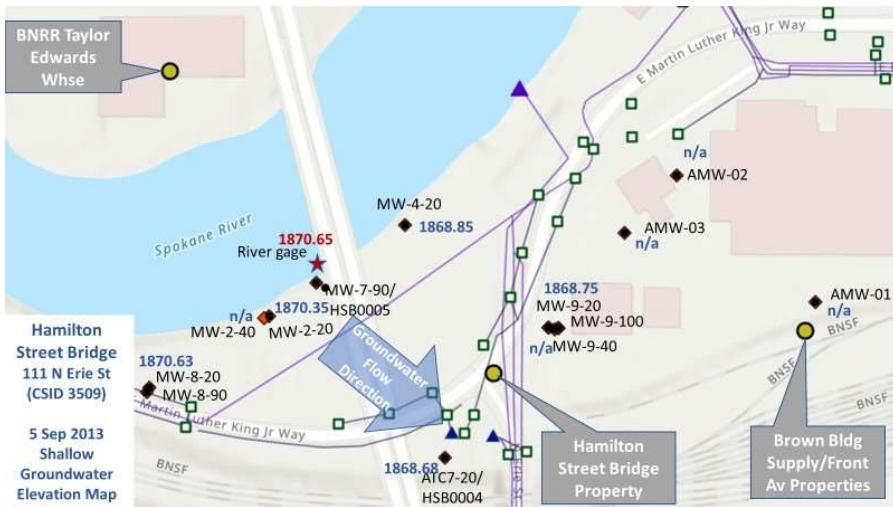 BNRR Taylor
Edwards
Whse
E Martin Luther King Jr Way
n/a
AMW-02
MW-4-20
1868.85
AMW-03
n/a
Spokane River
1870.65
River gage
MW-7-90/
HSB0005
1870.35
n/a
MW-2-40
MW-2-20
1868.75
MW-9-20
MW-9-100
n/a
MW-9-40
AMW-01
n/a
BNSF
BNSF
BNSF
Groundwater
Flow
Direction
Hamilton
Street Bridge
111 N Erie St
(CSID 3509)
5 Sep 2013
Shallow
Groundwater
Elevation Map
1870.63
MW-8-20
MW-8-90
E Martin Luther King Jr Way
BNSF
1868.68
ATC7-20/
HSB0004
Hamilton
Street Bridge
Property
Brown Bldg
Supply/Front
Av Properties